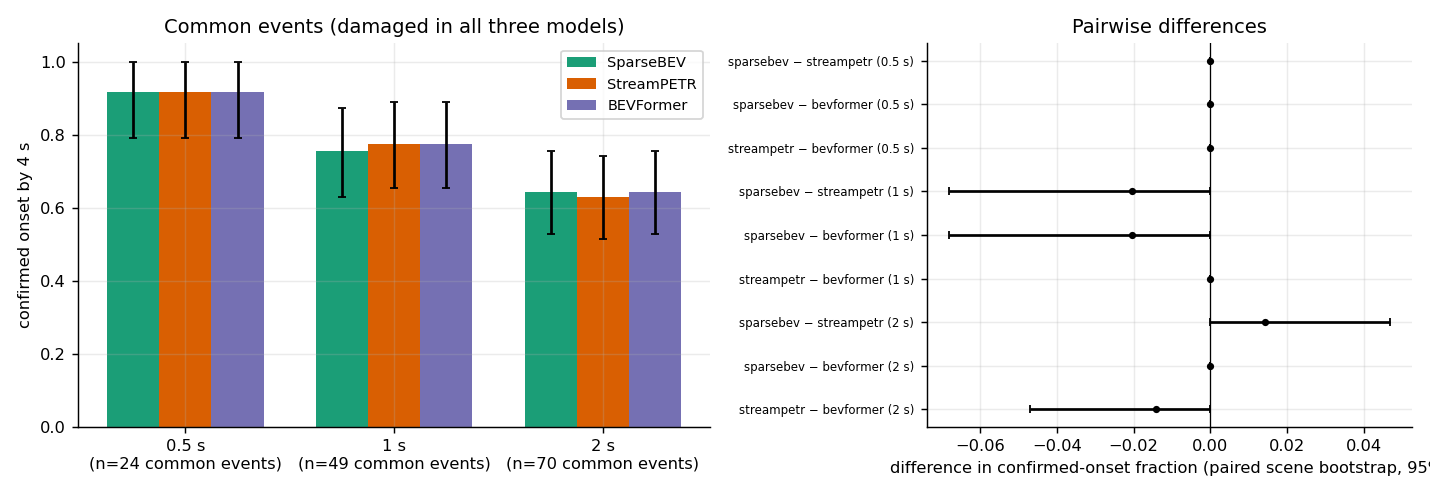 Common events (damaged in all three models)
confirmed onset by 4 s
1.0
0.8
0.6
0.4
0.2
0.0
SparseBEV
StreamPETR
BEVFormer
0.5 s
(n=24 common events)
1 s
(n=49 common events)
2 s
(n=70 common events)
Pairwise differences
sparsebev − streampetr (0.5 s)
sparsebev − bevformer (0.5 s)
streampetr − bevformer (0.5 s)
sparsebev − streampetr (1 s)
sparsebev − bevformer (1 s)
streampetr − bevformer (1 s)
sparsebev − streampetr (2 s)
sparsebev − bevformer (2 s)
streampetr − bevformer (2 s)
−0.06 −0.04 −0.02 0.00 0.02 0.04
difference in confirmed-onset fraction (paired scene bootstrap, 95%